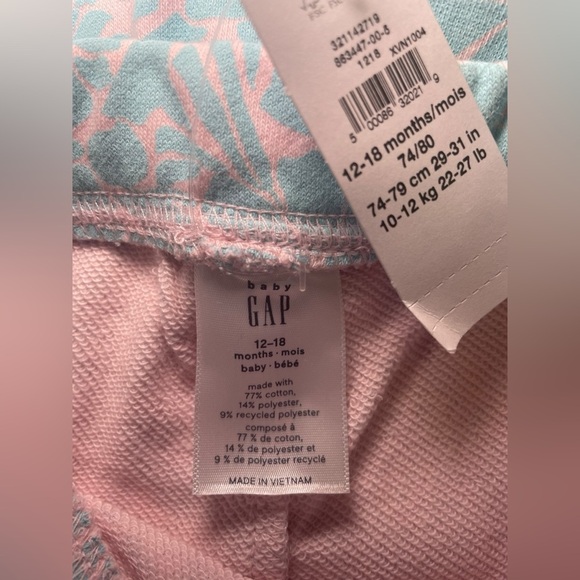 FSC FC
321142719
863447-00-5
1218 XVN1004
5 00086 32021 9
12-18 months/mois
74/80
74-79 cm 29-31 in
10-12 kg 22-27 lb
baby
GAP
12–18
months · mois
baby · bébé
made with
77% cotton,
14% polyester,
9% recycled polyester
composé à
77 % de coton,
14 % de polyester et
9 % de polyester recyclé
MADE IN VIETNAM